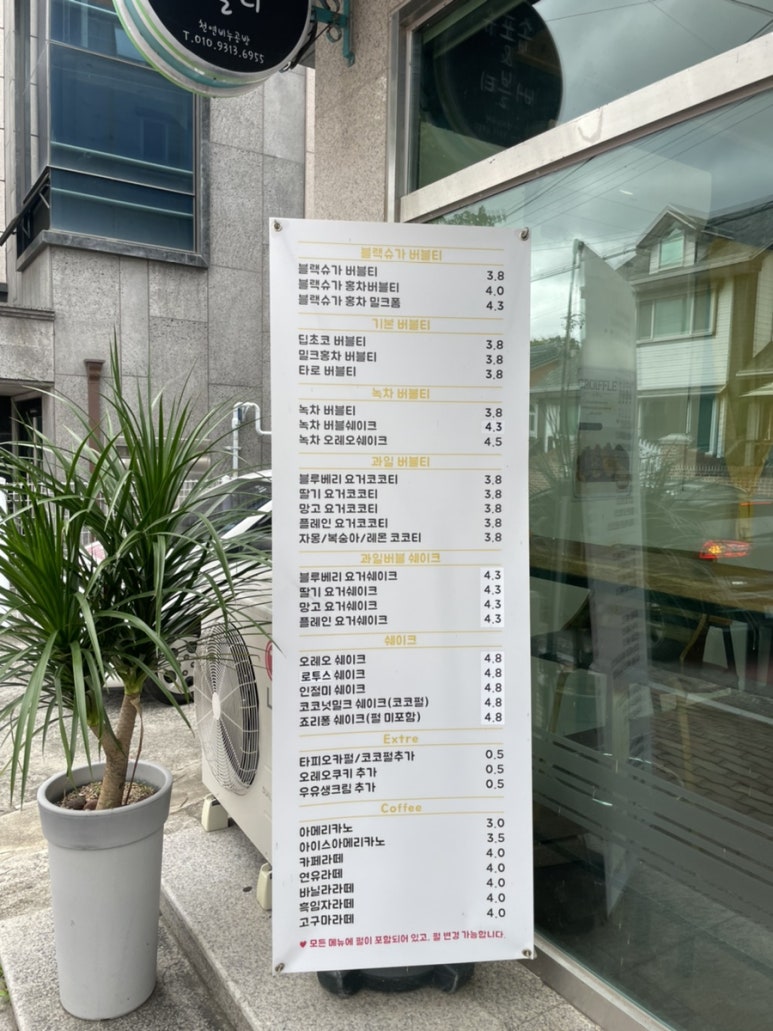 천연비누공방
T.010.9313.6955
블랙슈가 버블티
블랙슈가 버블티 3.8
블랙슈가 홍차버블티 4.0
블랙슈가 홍차 밀크폼 4.3
기본 버블티
딥초코 버블티 3.8
밀크홍차 버블티 3.8
타로 버블티 3.8
녹차 버블티
녹차 버블티 3.8
녹차 버블쉐이크 4.3
녹차 오레오쉐이크 4.5
과일 버블티
블루베리 요거코코티 3.8
딸기 요거코코티 3.8
망고 요거코코티 3.8
플레인 요거코코티 3.8
자몽/복숭아/레몬 코코티 3.8
과일버블 쉐이크
블루베리 요거쉐이크 4.3
딸기 요거쉐이크 4.3
망고 요거쉐이크 4.3
플레인 요거쉐이크 4.3
쉐이크
오레오 쉐이크 4.8
로투스 쉐이크 4.8
인절미 쉐이크 4.8
코코넛밀크 쉐이크(코코펄) 4.8
죠리퐁 쉐이크(펄 미포함) 4.8
Extre
타피오카펄/코코펄추가 0.5
오레오쿠키 추가 0.5
우유생크림 추가 0.5
Coffee
아메리카노 3.0
아이스아메리카노 3.5
카페라떼 4.0
연유라떼 4.0
바닐라라떼 4.0
흑임자라떼 4.0
고구마라떼 4.0
♥ 모든 메뉴에 펄이 포함되어 있고, 펄 변경 가능합니다.